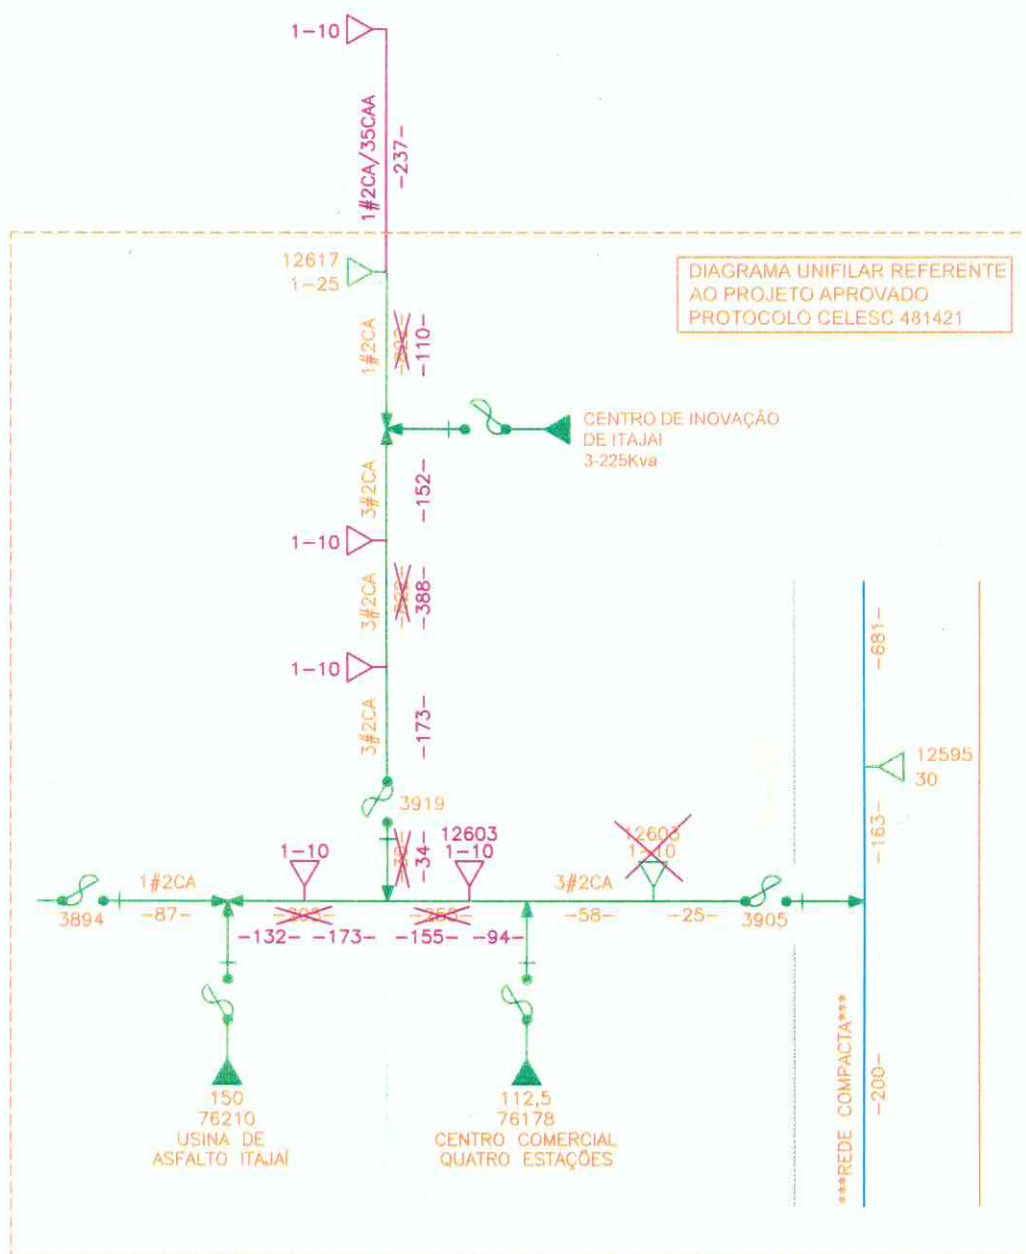 1-10
1#2CA/35CAA
-237-
12617
1-25
DIAGRAMA UNIFILAR REFERENTE
AO PROJETO APROVADO
PROTOCOLO CELESC 481421
1#2CA
-110-
CENTRO DE INOVAÇÃO
DE ITAJAÍ
3-225Kva
3#2CA
-152-
1-10
3#2CA
-388-
1-10
3#2CA
-173-
-681-
12595
30
-163-
3919
-34-
1-10
12603
1-10
12603
1-10
3894
1#2CA
-87-
3#2CA
-58-
-25-
3905
-132-
-173-
-155-
-94-
***REDE COMPACTA***
-200-
150
76210
USINA DE
ASFALTO ITAJAÍ
112,5
76178
CENTRO COMERCIAL
QUATRO ESTAÇÕES